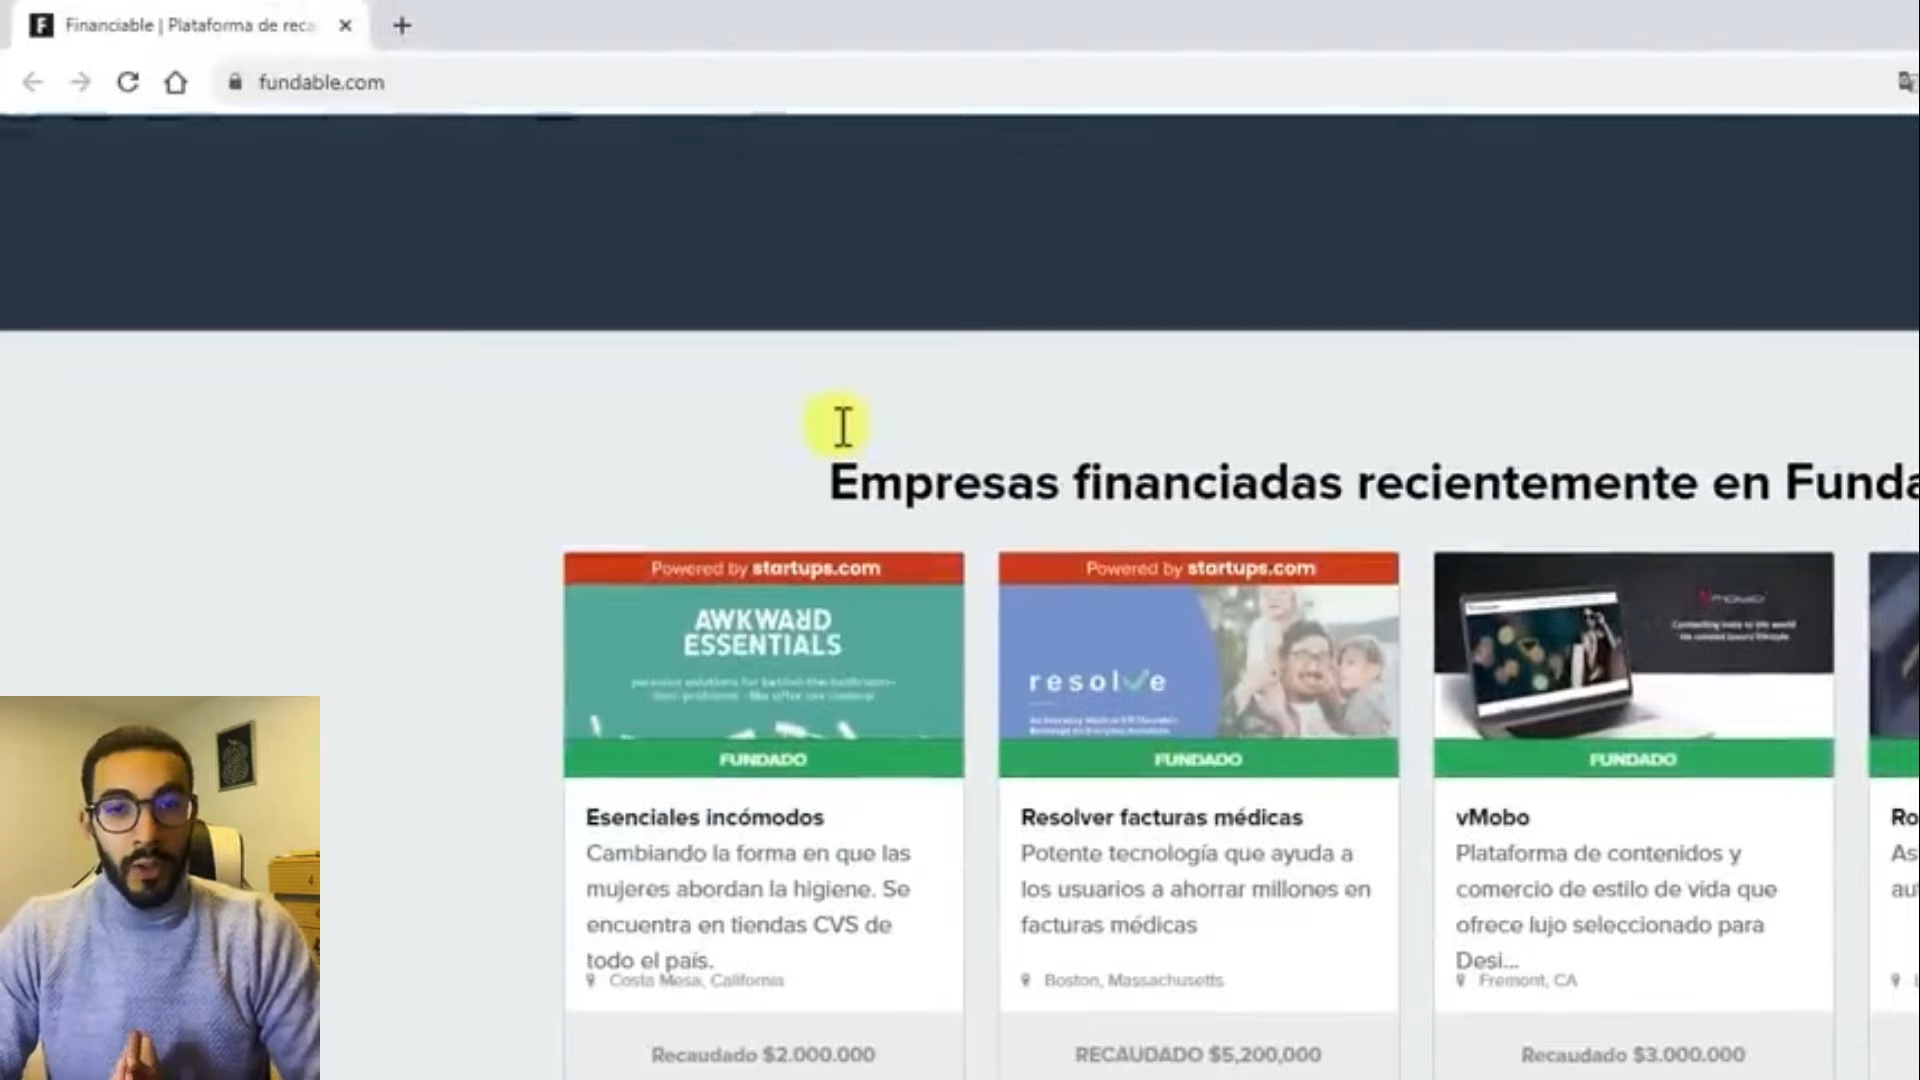 Financiable | Plataforma de reca
fundable.com
Empresas financiadas recientemente en Funda
Powered by startups.com
AWKWARD
ESSENTIALS
FUNDADO
Esenciales incómodos
Cambiando la forma en que las
mujeres abordan la higiene. Se
encuentra en tiendas CVS de
todo el país.
Costa Mesa, California
Recaudado $2.000.000
Powered by startups.com
resolve
FUNDADO
Resolver facturas médicas
Potente tecnología que ayuda a
los usuarios a ahorrar millones en
facturas médicas
Boston, Massachusetts
RECAUDADO $5,200,000
FUNDADO
vMobo
Plataforma de contenidos y
comercio de estilo de vida que
ofrece lujo seleccionado para
Desi...
Fremont, CA
Recaudado $3.000.000
Ro
As
au